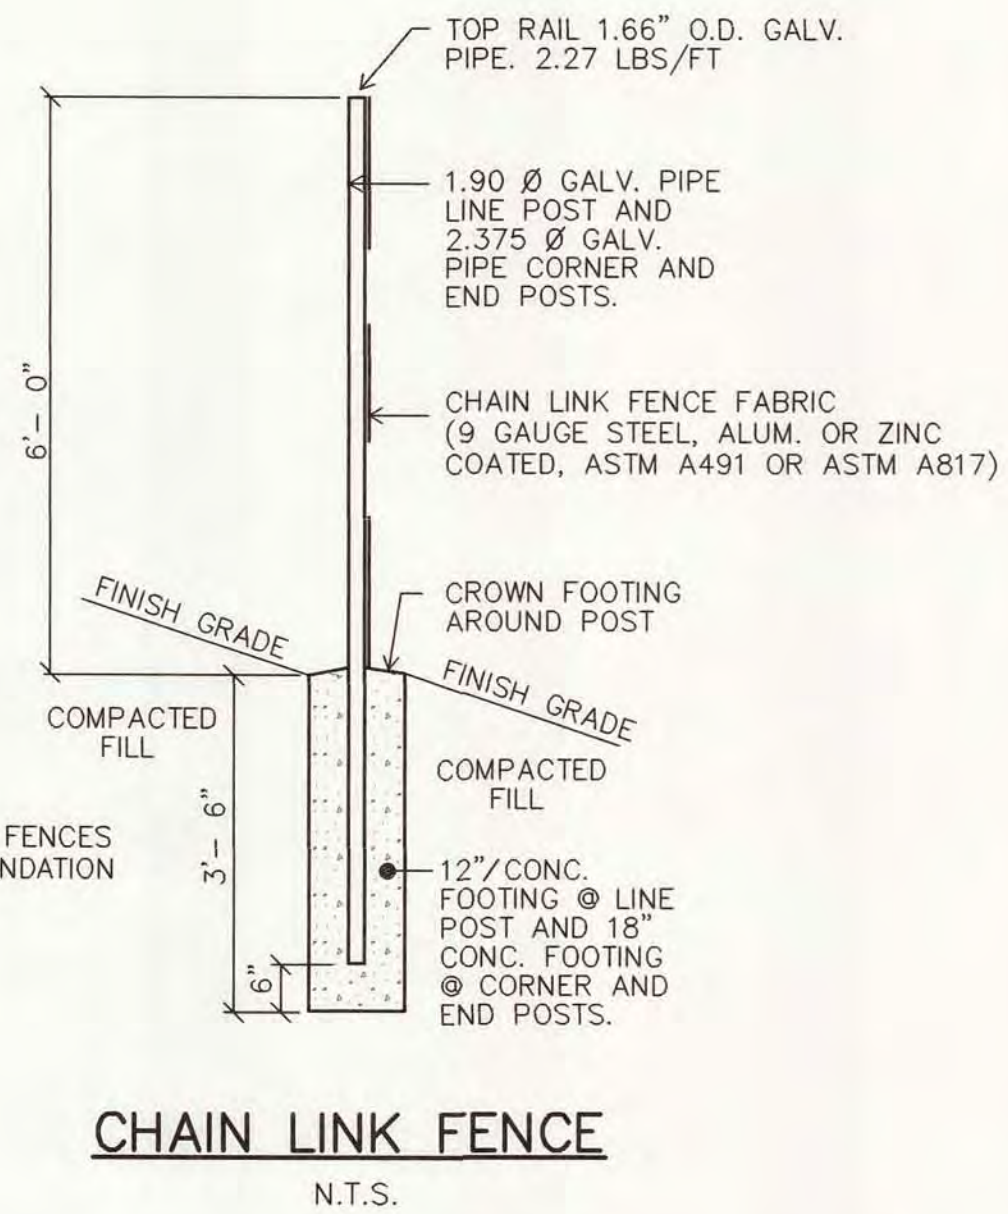 TOP RAIL 1.66" O.D. GALV.
PIPE. 2.27 LBS/FT
1.90 Ø GALV. PIPE
LINE POST AND
2.375 Ø GALV.
PIPE CORNER AND
END POSTS.
6'– 0"
CHAIN LINK FENCE FABRIC
(9 GAUGE STEEL, ALUM. OR ZINC
COATED, ASTM A491 OR ASTM A817)
FINISH GRADE
CROWN FOOTING
AROUND POST
FINISH GRADE
COMPACTED
FILL
COMPACTED
FILL
3'– 6"
FENCES
NDATION
12"/CONC.
FOOTING @ LINE
POST AND 18"
CONC. FOOTING
@ CORNER AND
END POSTS.
6"
CHAIN LINK FENCE
N.T.S.